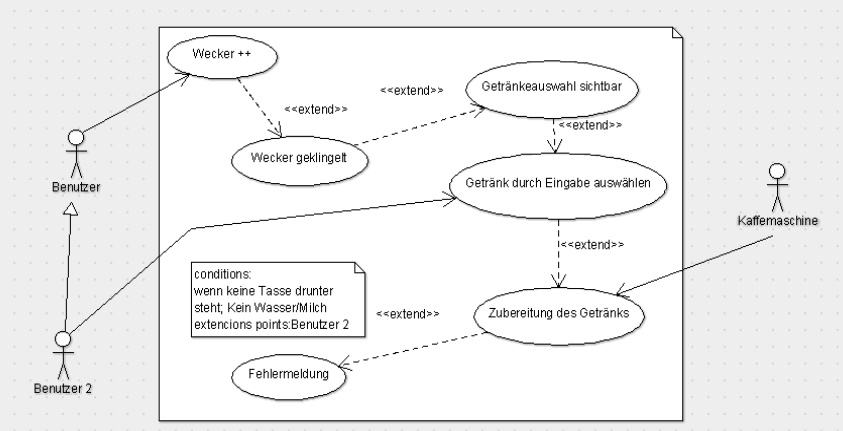 Wecker ++
<<extend>>
<<extend>>
Getränkeauswahl sichtbar
<<extend>>
Wecker geklingelt
Benutzer
Getränk durch Eingabe auswählen
Kaffemaschine
<<extend>>
conditions:
wenn keine Tasse drunter
steht; Kein Wasser/Milch
extencions points:Benutzer 2
<<extend>>
Zubereitung des Getränks
Fehlermeldung
Benutzer 2